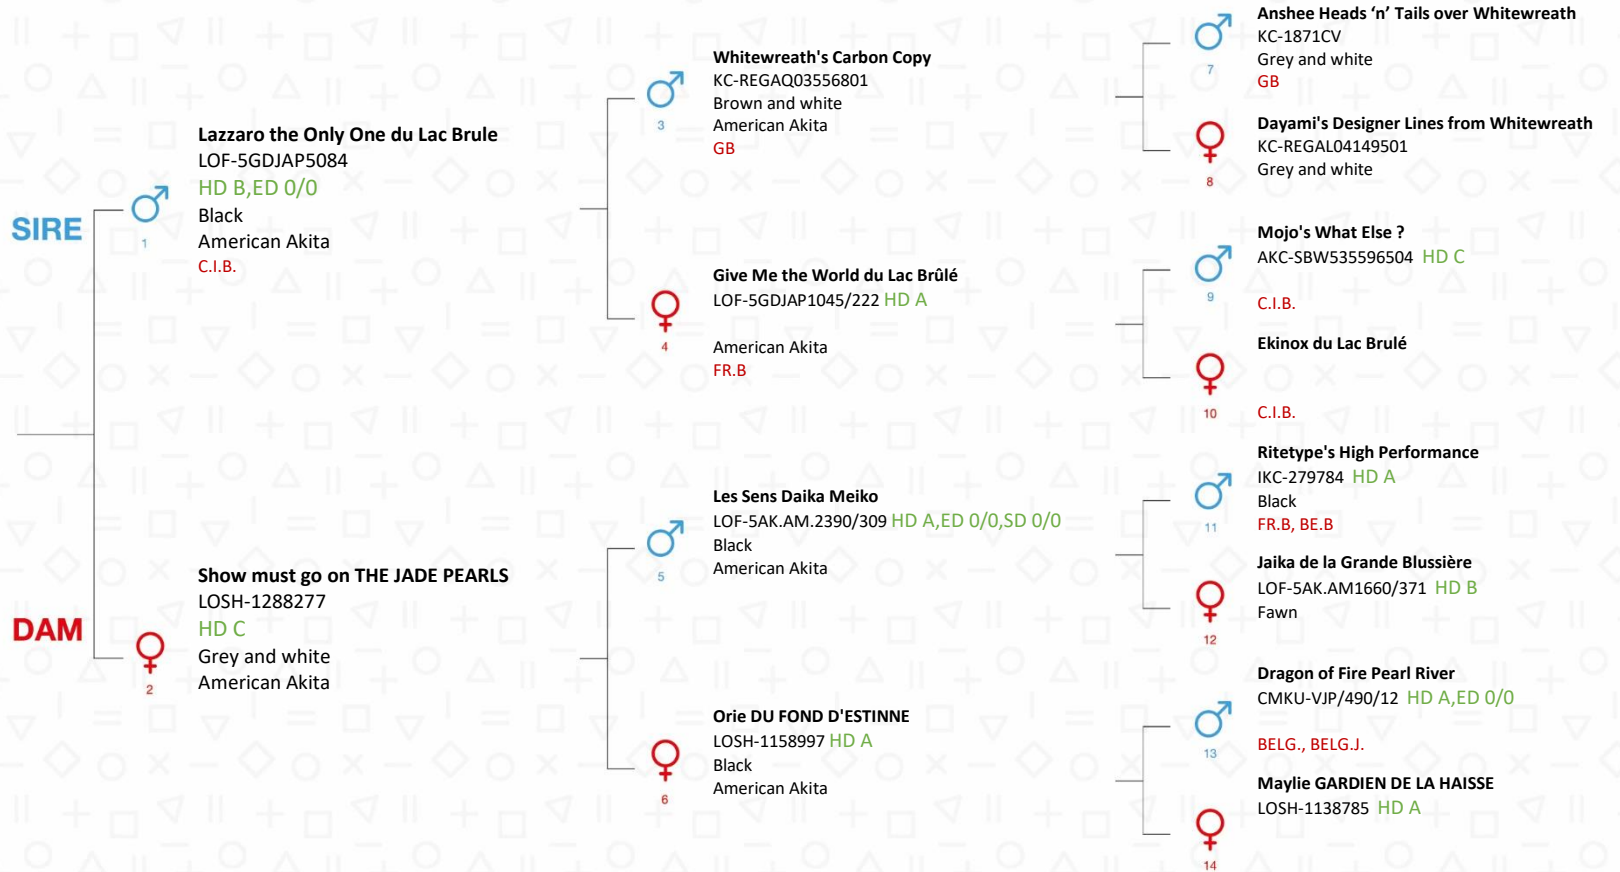 SIRE
1
Lazzaro the Only One du Lac Brule
LOF-5GDJAP5084
HD B,ED 0/0
Black
American Akita
C.I.B.
DAM
2
Show must go on THE JADE PEARLS
LOSH-1288277
HD C
Grey and white
American Akita
3
Whitewreath's Carbon Copy
KC-REGAQ03556801
Brown and white
American Akita
GB
4
Give Me the World du Lac Brûlé
LOF-5GDJAP1045/222 HD A
American Akita
FR.B
5
Les Sens Daika Meiko
LOF-5AK.AM.2390/309 HD A,ED 0/0,SD 0/0
Black
American Akita
6
Orie DU FOND D'ESTINNE
LOSH-1158997 HD A
Black
American Akita
7
Anshee Heads ‘n’ Tails over Whitewreath
KC-1871CV
Grey and white
GB
8
Dayami's Designer Lines from Whitewreath
KC-REGAL04149501
Grey and white
9
Mojo's What Else ?
AKC-SBW535596504 HD C
C.I.B.
10
Ekinox du Lac Brulé
C.I.B.
11
Ritetype's High Performance
IKC-279784 HD A
Black
FR.B, BE.B
12
Jaika de la Grande Blussière
LOF-5AK.AM1660/371 HD B
Fawn
13
Dragon of Fire Pearl River
CMKU-VJP/490/12 HD A,ED 0/0
BELG., BELG.J.
14
Maylie GARDIEN DE LA HAISSE
LOSH-1138785 HD A